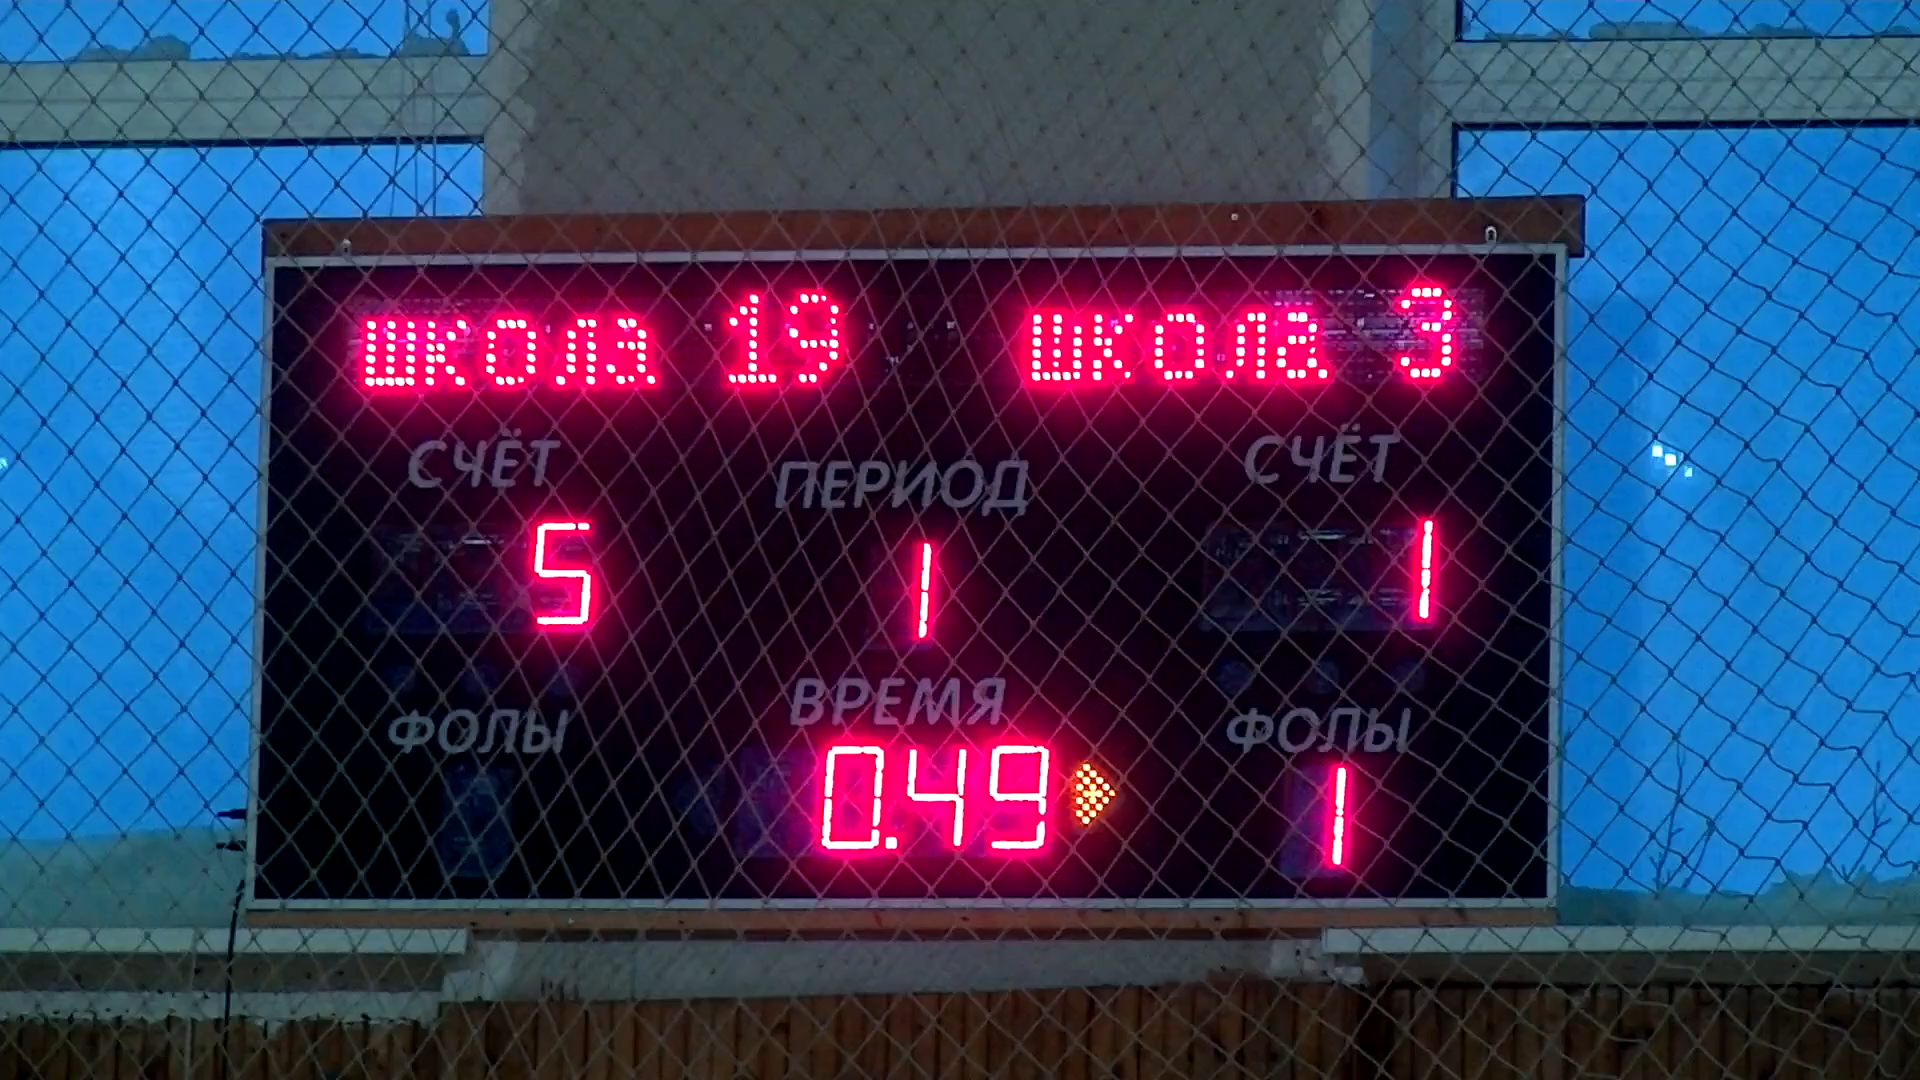 школа 19 школа 3
СЧЁТ ПЕРИОД СЧЁТ
5 1 1
ФОЛЫ ВРЕМЯ ФОЛЫ
0.49 1